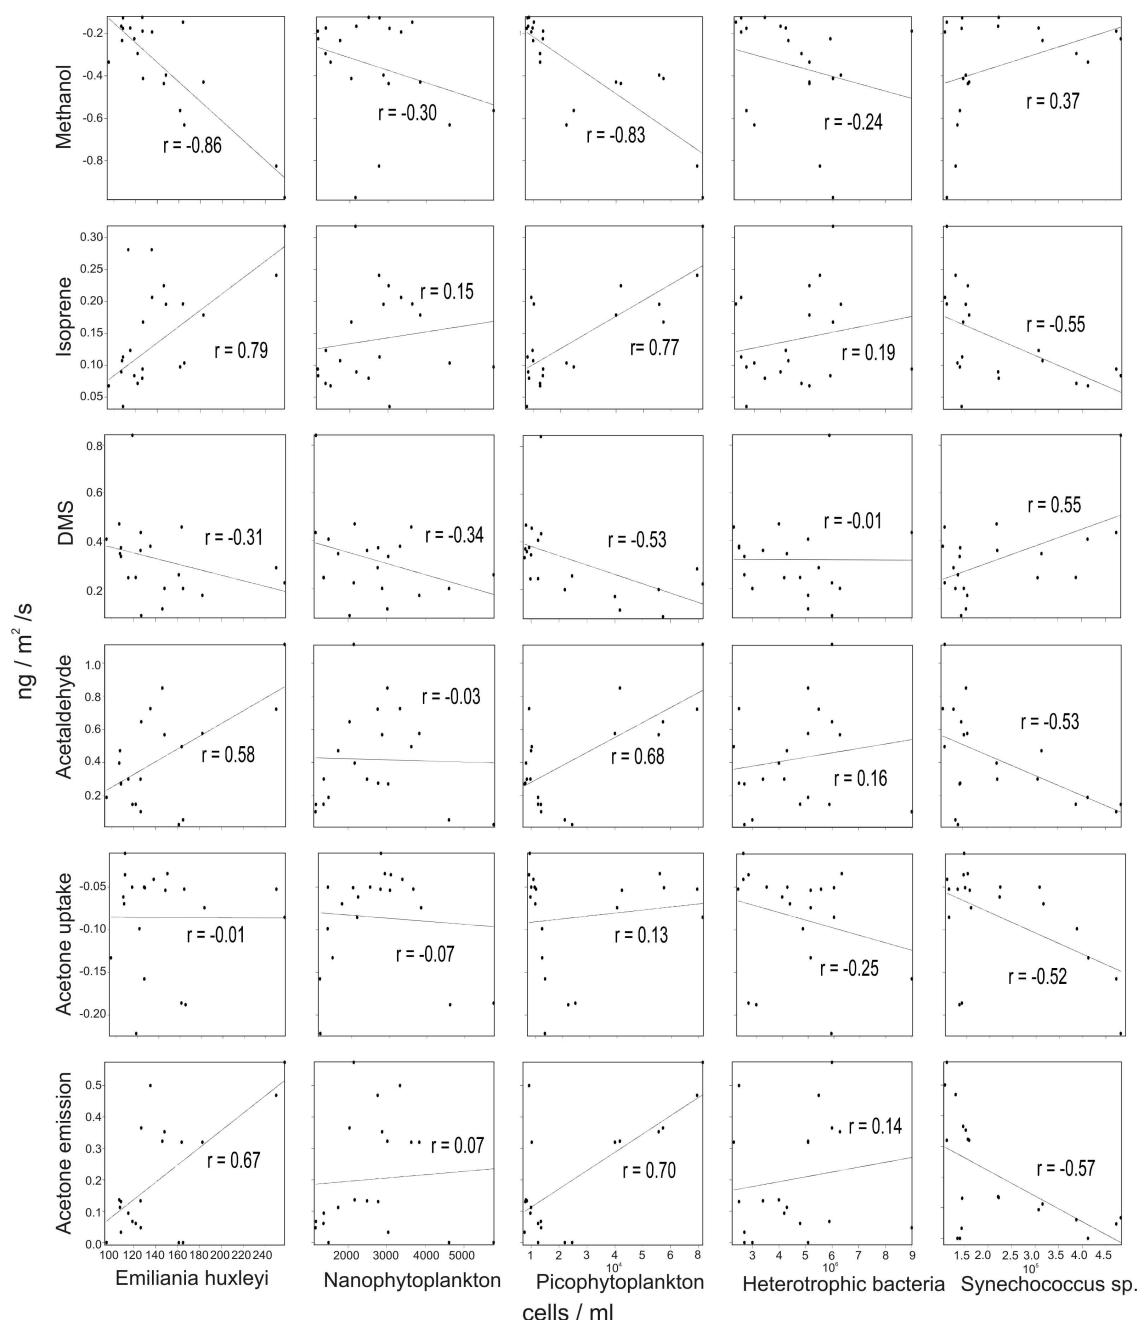 -0.2
-0.4
-0.6
-0.8
Methanol
r = -0.86
r = -0.30
r = -0.83
r = -0.24
r = 0.37
0.30
0.25
0.20
0.15
0.10
0.05
Isoprene
r = 0.79
r = 0.15
r= 0.77
r = 0.19
r = -0.55
0.8
0.6
0.4
0.2
DMS
r = -0.31
r = -0.34
r = -0.53
r = -0.01
r = 0.55
ng / m² /s
1.0
0.8
0.6
0.4
0.2
Acetaldehyde
r = 0.58
r = -0.03
r = 0.68
r = 0.16
r = -0.53
-0.05
-0.10
-0.15
-0.20
Acetone uptake
r = -0.01
r = -0.07
r = 0.13
r = -0.25
r = -0.52
0.5
0.4
0.3
0.2
0.1
0.0
Acetone emission
r = 0.67
r = 0.07
r = 0.70
r = 0.14
r = -0.57
100 120 140 160 180 200 220 240
2000 3000 4000 5000
1 2 4 6 8
3 4 5 6 7 8 9
1.5 2.0 2.5 3.0 3.5 4.0 4.5
10⁴
10⁶
10⁵
Emiliania huxleyi
Nanophytoplankton
Picophytoplankton
Heterotrophic bacteria
Synechococcus sp.
cells / ml